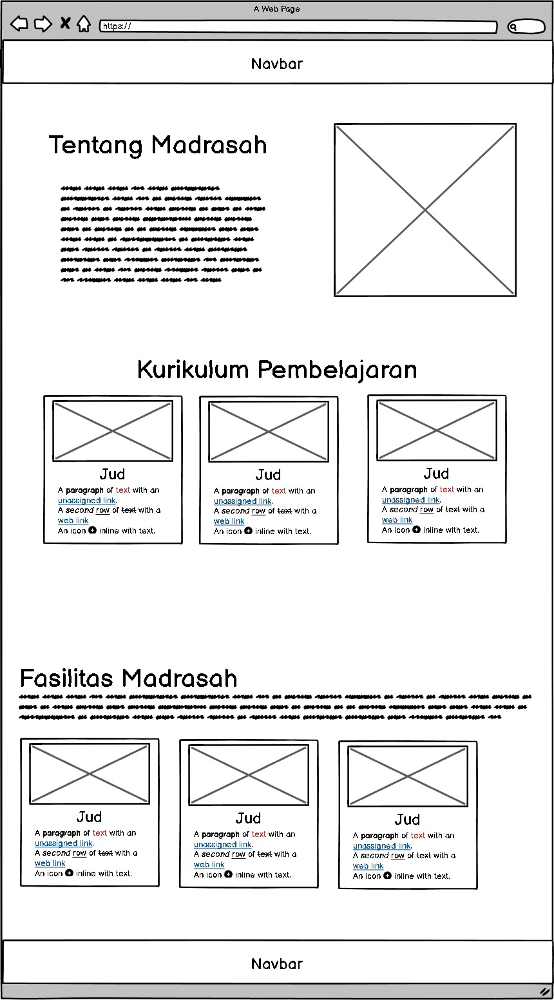 A Web Page
https://
Navbar
Tentang Madrasah
Kurikulum Pembelajaran
Jud
A paragraph of text with an
unassigned link.
A second row of text with a
web link
An icon inline with text.
Jud
A paragraph of text with an
unassigned link.
A second row of text with a
web link
An icon inline with text.
Jud
A paragraph of text with an
unassigned link.
A second row of text with a
web link
An icon inline with text.
Fasilitas Madrasah
Jud
A paragraph of text with an
unassigned link.
A second row of text with a
web link
An icon inline with text.
Jud
A paragraph of text with an
unassigned link.
A second row of text with a
web link
An icon inline with text.
Jud
A paragraph of text with an
unassigned link.
A second row of text with a
web link
An icon inline with text.
Navbar